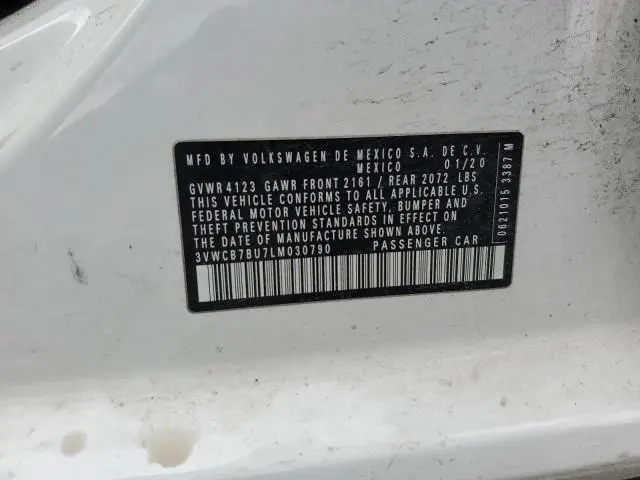 MFD BY VOLKSWAGEN DE MEXICO S.A. DE C.V.
MEXICO 01/20
GVWR 4123 GAWR FRONT 2161 / REAR 2072 LBS
THIS VEHICLE CONFORMS TO ALL APPLICABLE U.S.
FEDERAL MOTOR VEHICLE SAFETY, BUMPER AND
THEFT PREVENTION STANDARDS IN EFFECT ON
THE DATE OF MANUFACTURE SHOWN ABOVE.
3VWCB7BU7LM030790 PASSENGER CAR
0621015 3387 M